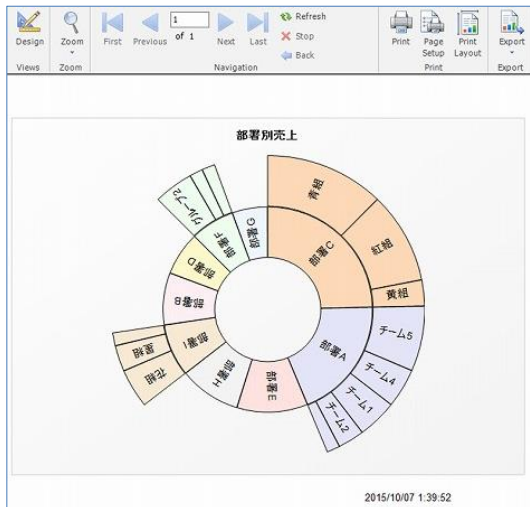 1
Refresh
Stop
Back
Design
Zoom
First
Previous
of 1
Next
Last
Print
Page
Setup
Print
Layout
Export
Views
Zoom
Navigation
Print
Export
部署別売上
青組
紅組
黄組
部署C
チーム5
チーム4
チーム1
チーム2
部署A
部署E
部署H
部署I
花組
星組
部署B
部署D
部署F
グループ2
部署G
2015/10/07 1:39:52